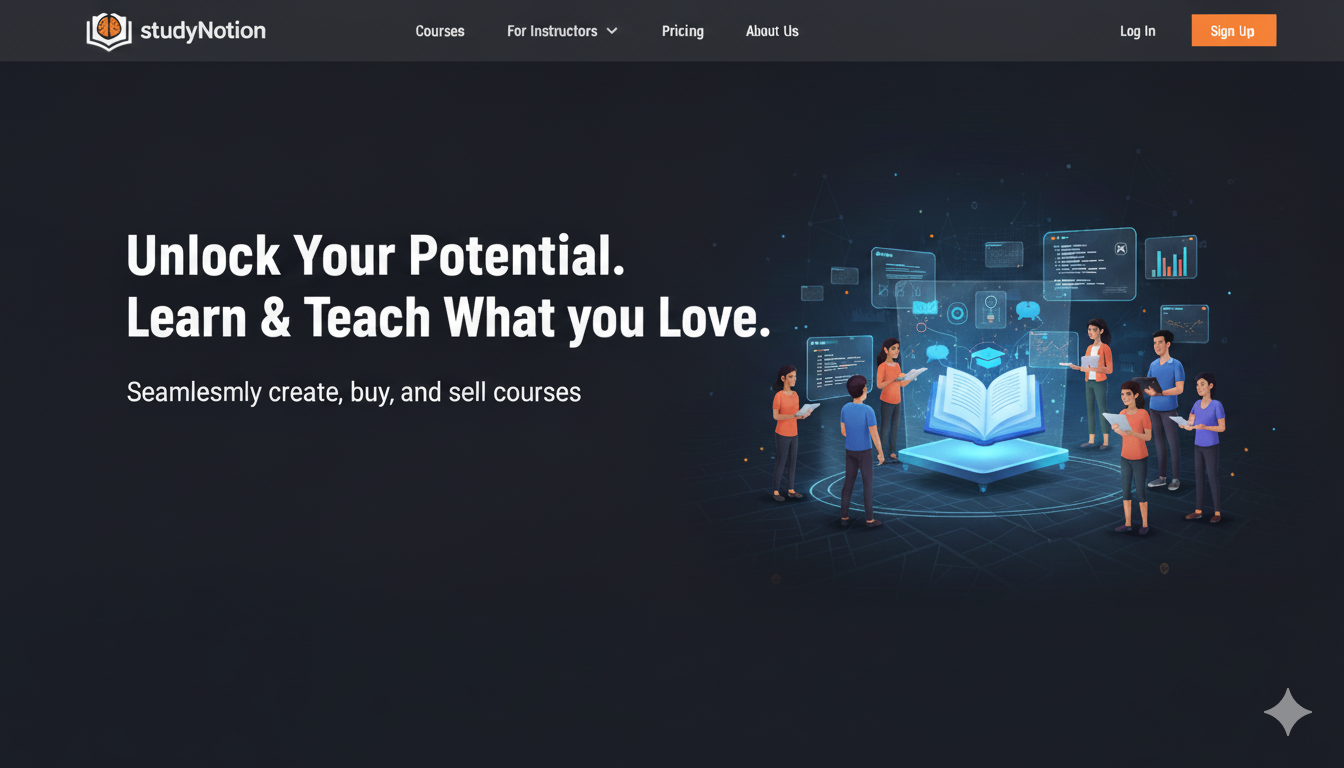 studyNotion
Courses
For Instructors
Pricing
About Us
Log In
Sign Up
Unlock Your Potential.
Learn & Teach What you Love.
Seamlesmly create, buy, and sell courses